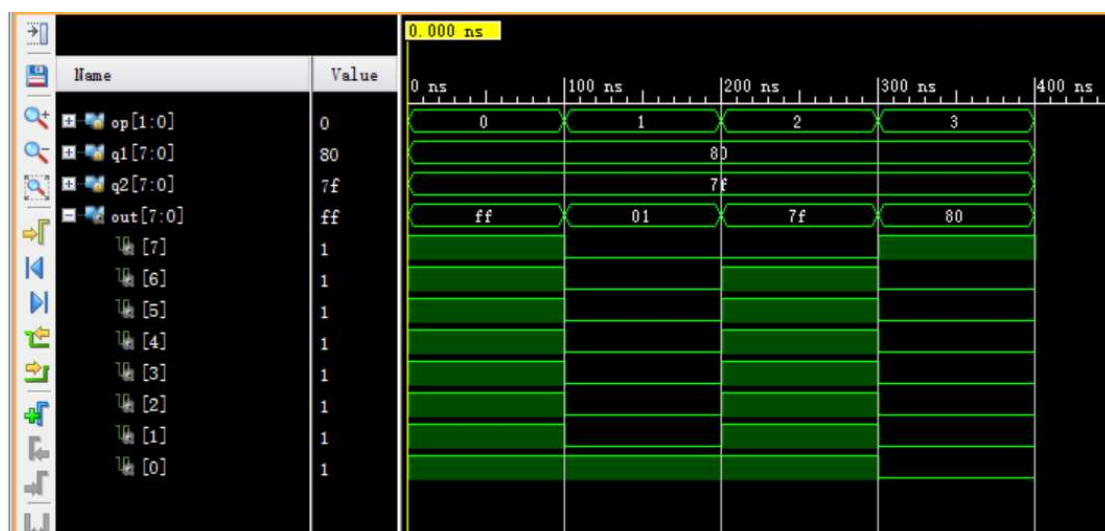 0.000 ns
Name Value
0 ns 100 ns 200 ns 300 ns 400 ns
op[1:0] 0 0 1 2 3
q1[7:0] 80 80
q2[7:0] 7f 7f
out[7:0] ff ff 01 7f 80
[7] 1
[6] 1
[5] 1
[4] 1
[3] 1
[2] 1
[1] 1
[0] 1